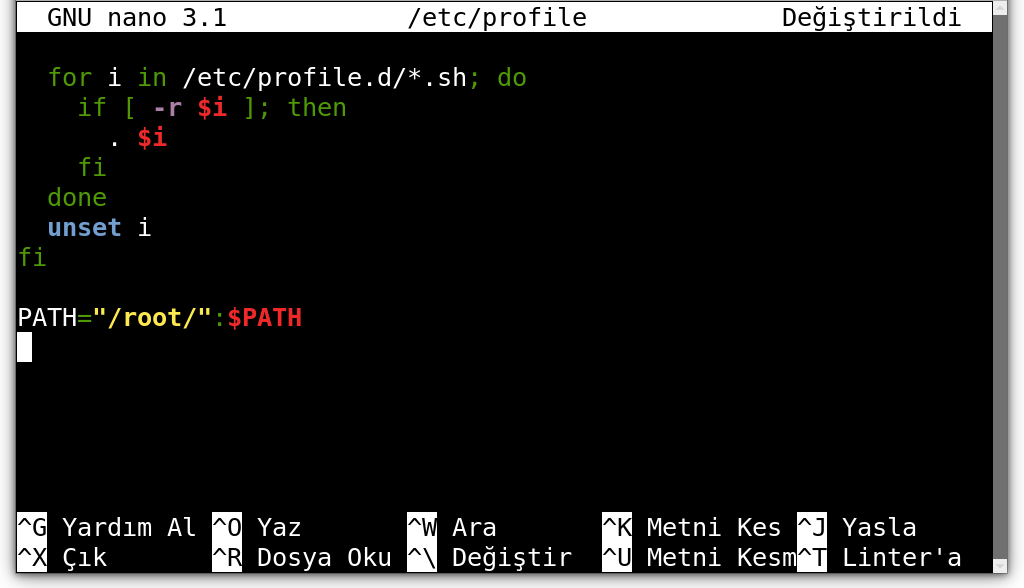 GNU nano 3.1 /etc/profile Değiştirildi
for i in /etc/profile.d/*.sh; do
if [ -r $i ]; then
. $i
fi
done
unset i
fi
PATH="/root/":$PATH
^G Yardım Al ^O Yaz ^W Ara ^K Metni Kes ^J Yasla
^X Çık ^R Dosya Oku ^\ Değiştir ^U Metni Kesm^T Linter'a